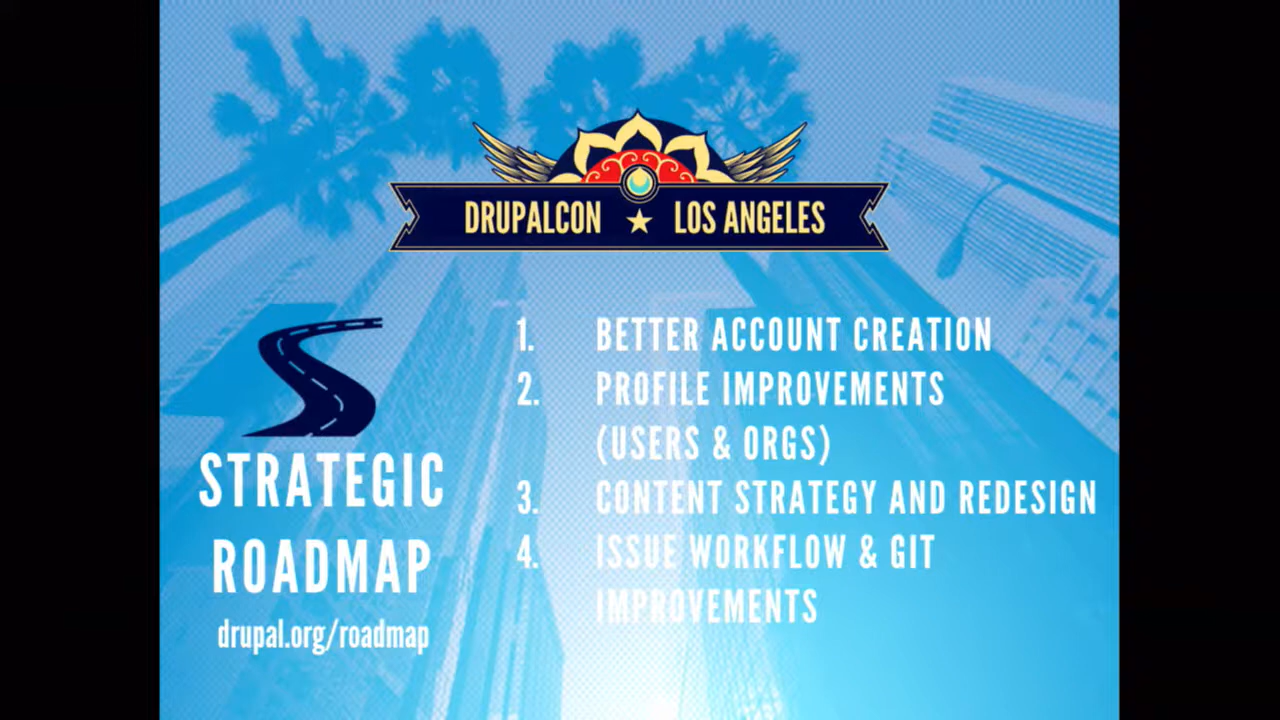 DRUPALCON ★ LOS ANGELES
STRATEGIC
ROADMAP
drupal.org/roadmap
1. BETTER ACCOUNT CREATION
2. PROFILE IMPROVEMENTS
(USERS & ORGS)
3. CONTENT STRATEGY AND REDESIGN
4. ISSUE WORKFLOW & GIT
IMPROVEMENTS